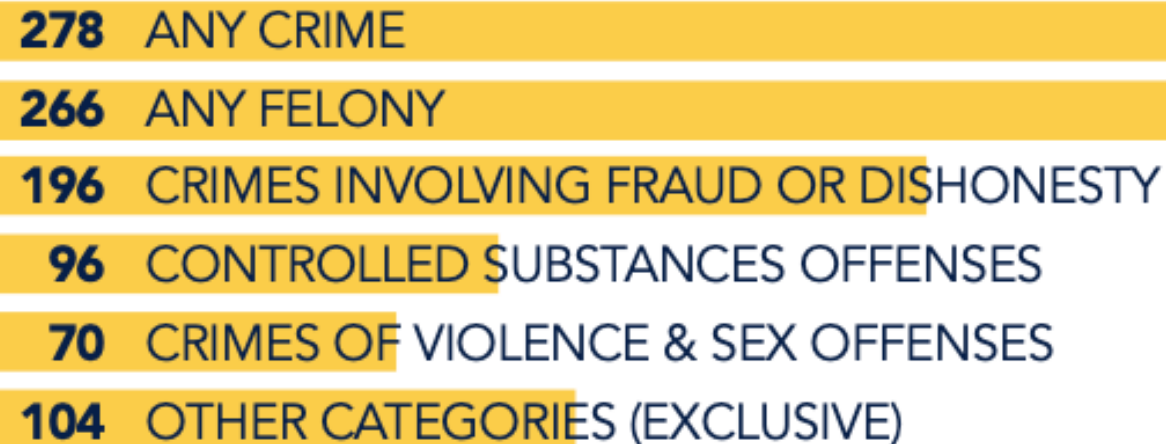 278 ANY CRIME
266 ANY FELONY
196 CRIMES INVOLVING FRAUD OR DISHONESTY
96 CONTROLLED SUBSTANCES OFFENSES
70 CRIMES OF VIOLENCE & SEX OFFENSES
104 OTHER CATEGORIES (EXCLUSIVE)